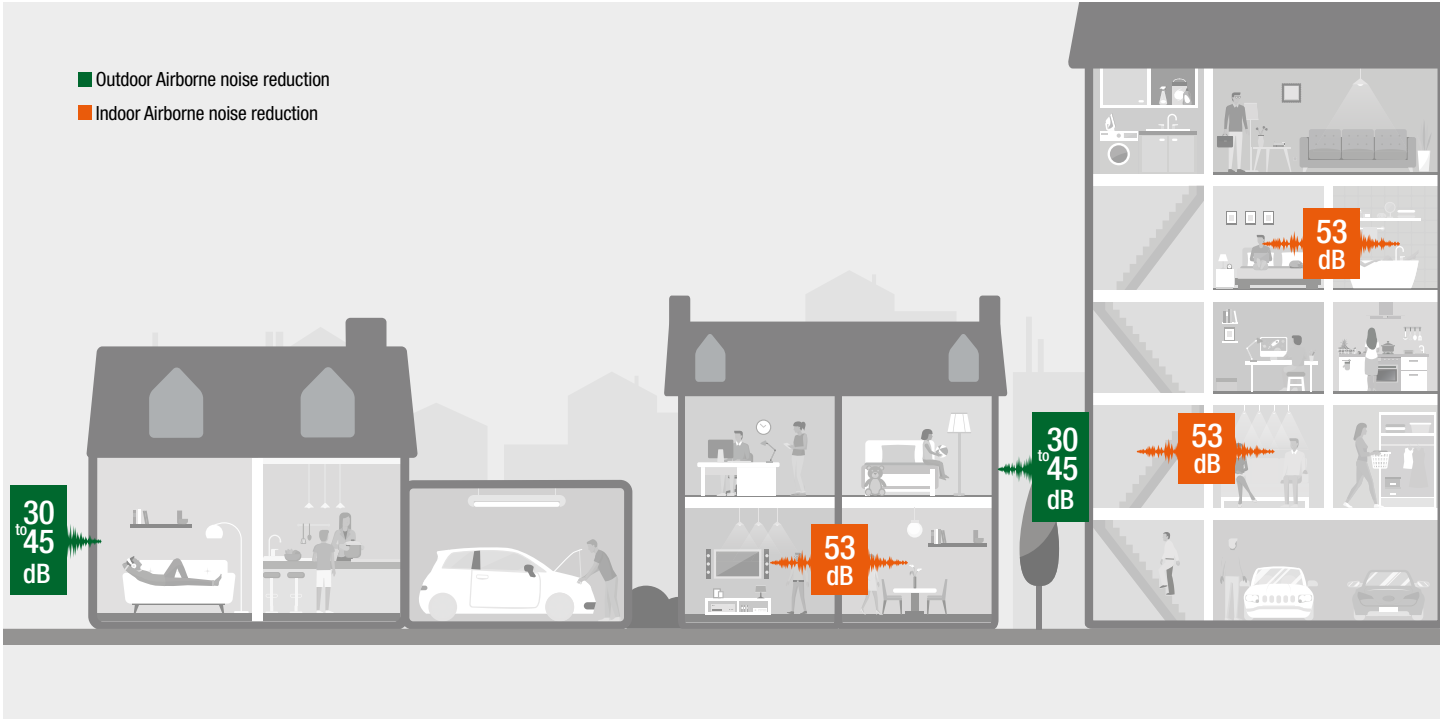 Outdoor Airborne noise reduction
Indoor Airborne noise reduction
53
dB
30
to
45
dB
53
dB
30
to
45
dB
53
dB